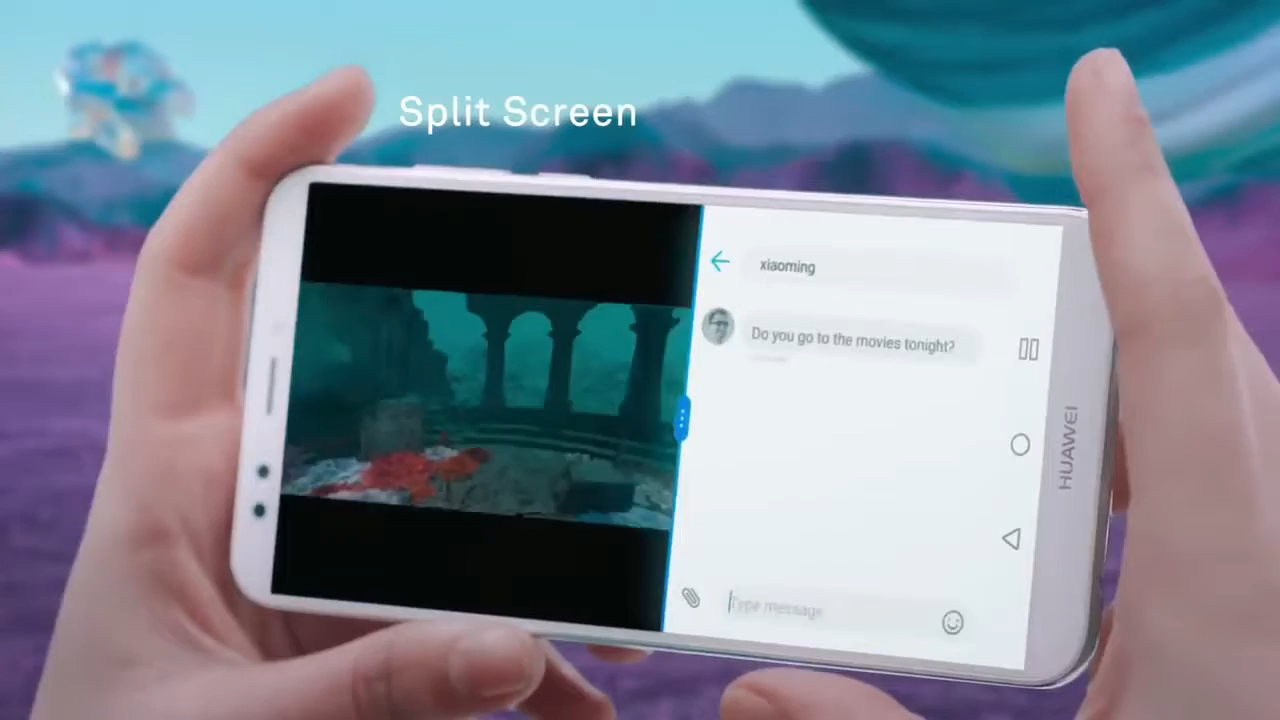 Split Screen
xiaoming
Do you go to the movies tonight?
HUAWEI
Type message